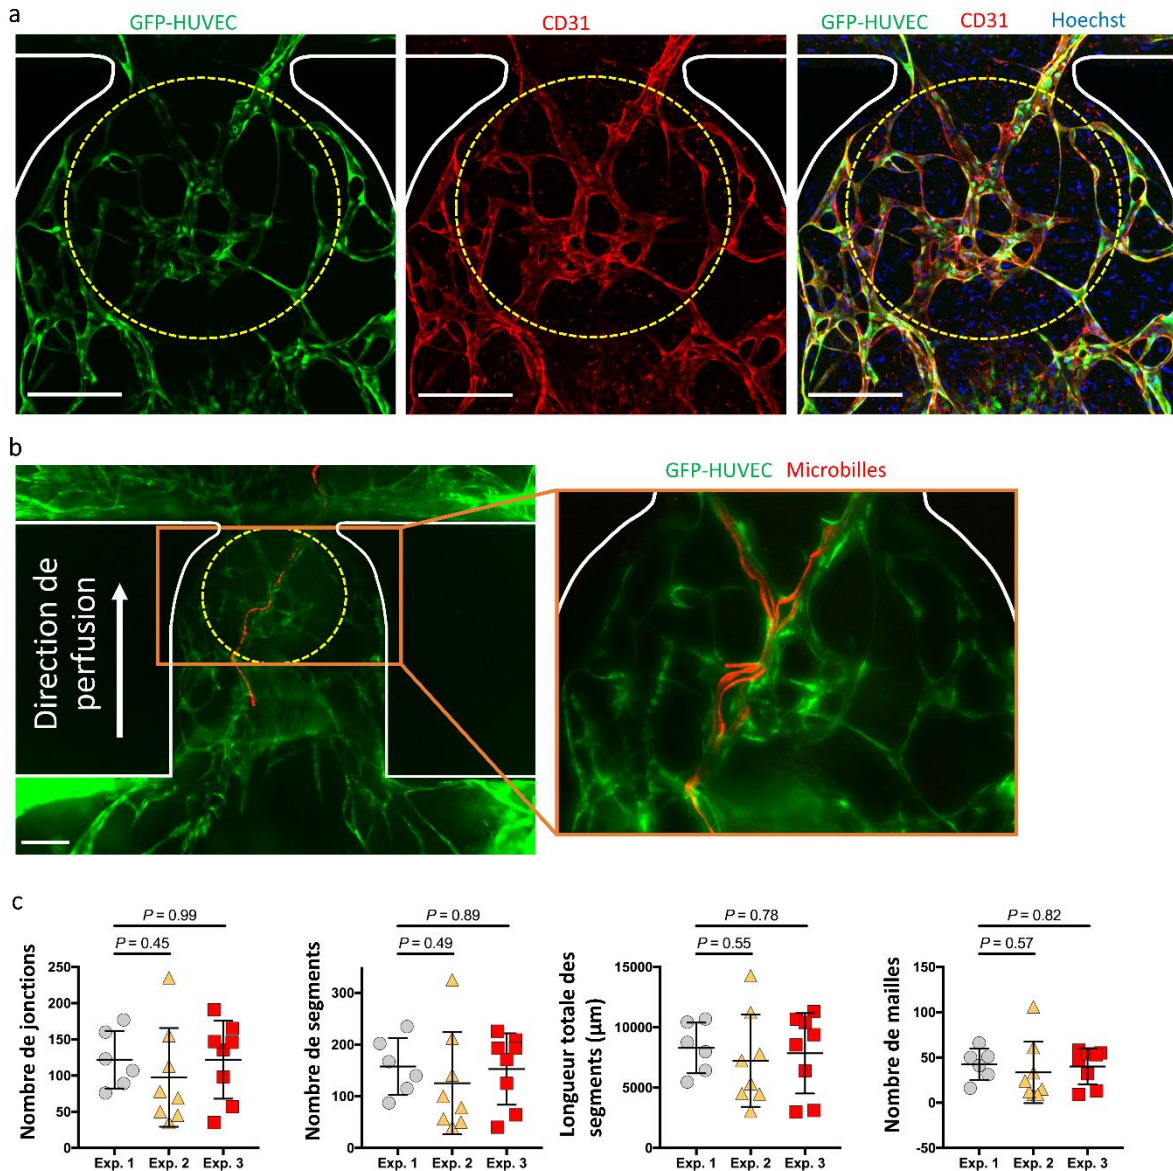 a
GFP-HUVEC
CD31
GFP-HUVEC CD31 Hoechst
b
GFP-HUVEC Microbilles
Direction de
perfusion
c
P = 0.99
P = 0.45
Nombre de jonctions
250
200
150
100
50
0
Exp. 1 Exp. 2 Exp. 3
P = 0.89
P = 0.49
Nombre de segments
300
200
100
0
Exp. 1 Exp. 2 Exp. 3
P = 0.78
P = 0.55
Longueur totale des
segments (µm)
15000
10000
5000
0
Exp. 1 Exp. 2 Exp. 3
P = 0.82
P = 0.57
Nombre de mailles
150
100
50
0
-50
Exp. 1 Exp. 2 Exp. 3